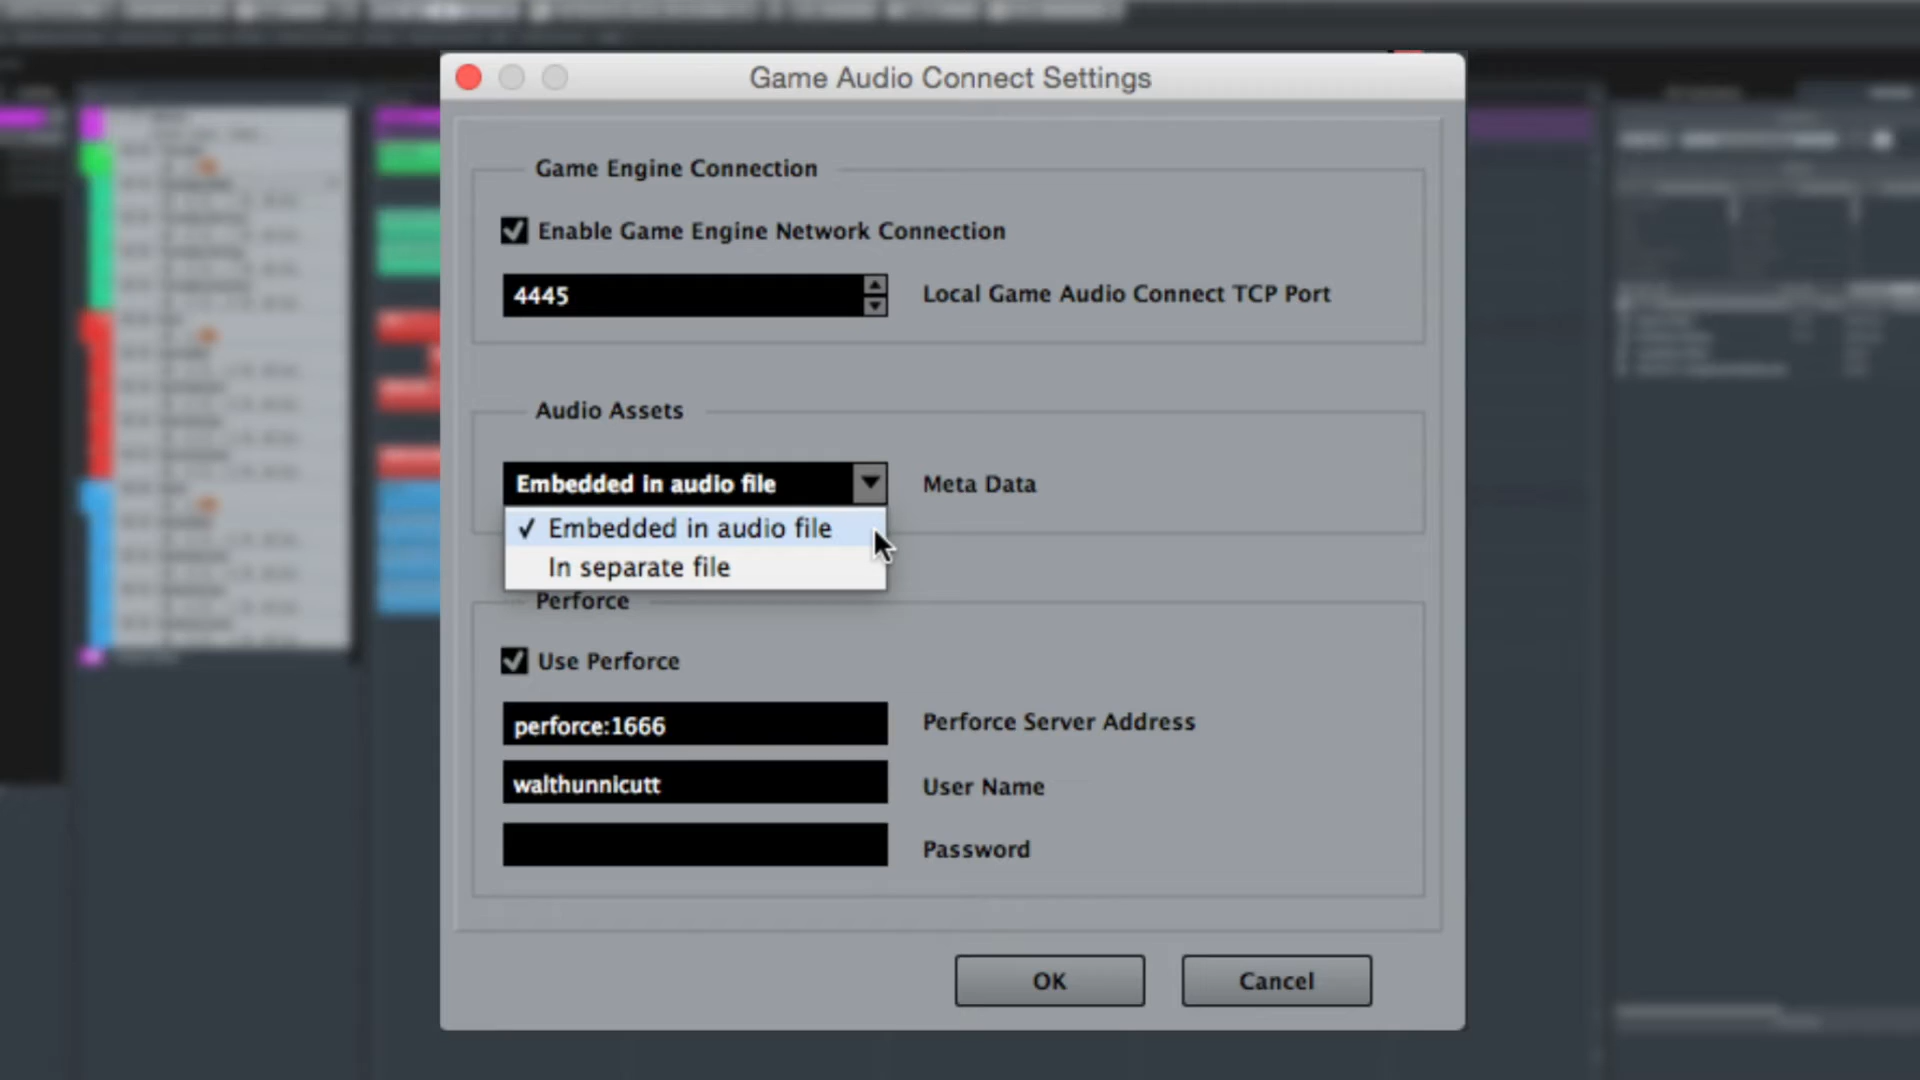 Game Audio Connect Settings
Game Engine Connection
Enable Game Engine Network Connection
4445 Local Game Audio Connect TCP Port
Audio Assets
Embedded in audio file Meta Data
✓ Embedded in audio file
In separate file
Perforce
Use Perforce
perforce:1666 Perforce Server Address
walthunnicutt User Name
Password
OK Cancel